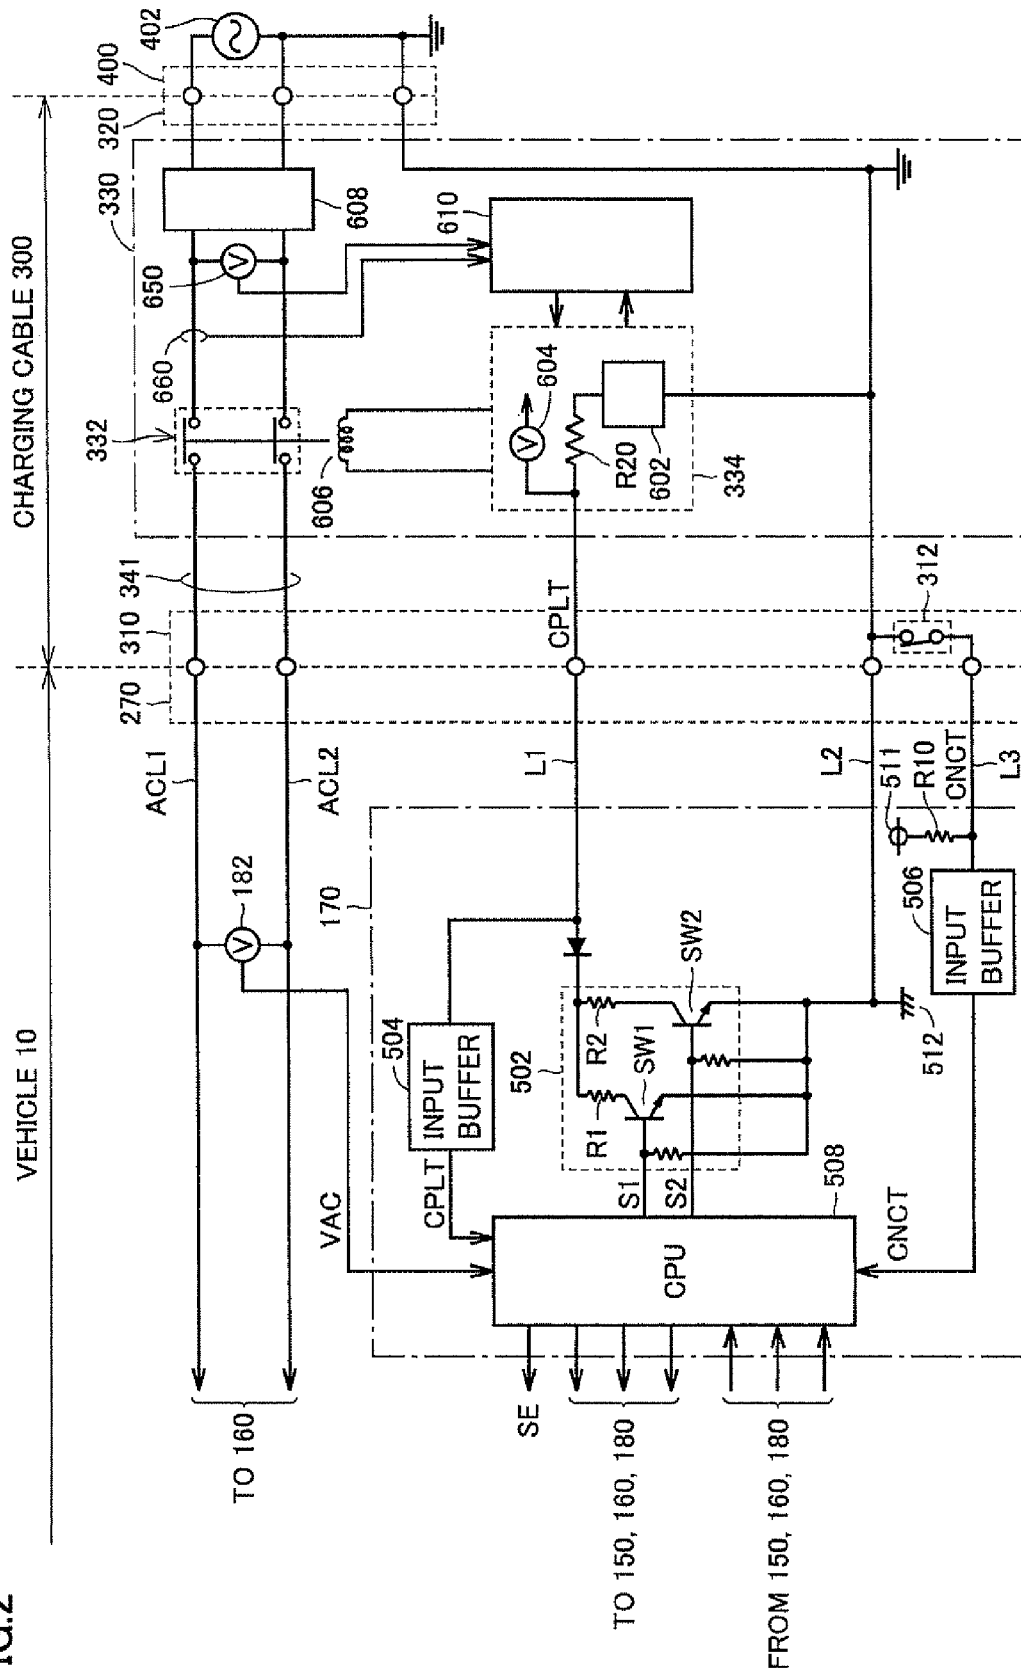 IG.2
VEHICLE 10
CHARGING CABLE 300
TO 160
ACL1
ACL2
182
VAC
270
310
341
332
606
660
650
330
608
320
400
402
610
604
R20
602
334
CPLT
L1
170
504
INPUT
BUFFER
CPLT
502
R1
R2
SW1
SW2
S1
S2
508
CPU
SE
TO 150, 160, 180
FROM 150, 160, 180
CNCT
512
506
INPUT
BUFFER
511
R10
L2
CNCT
L3
312